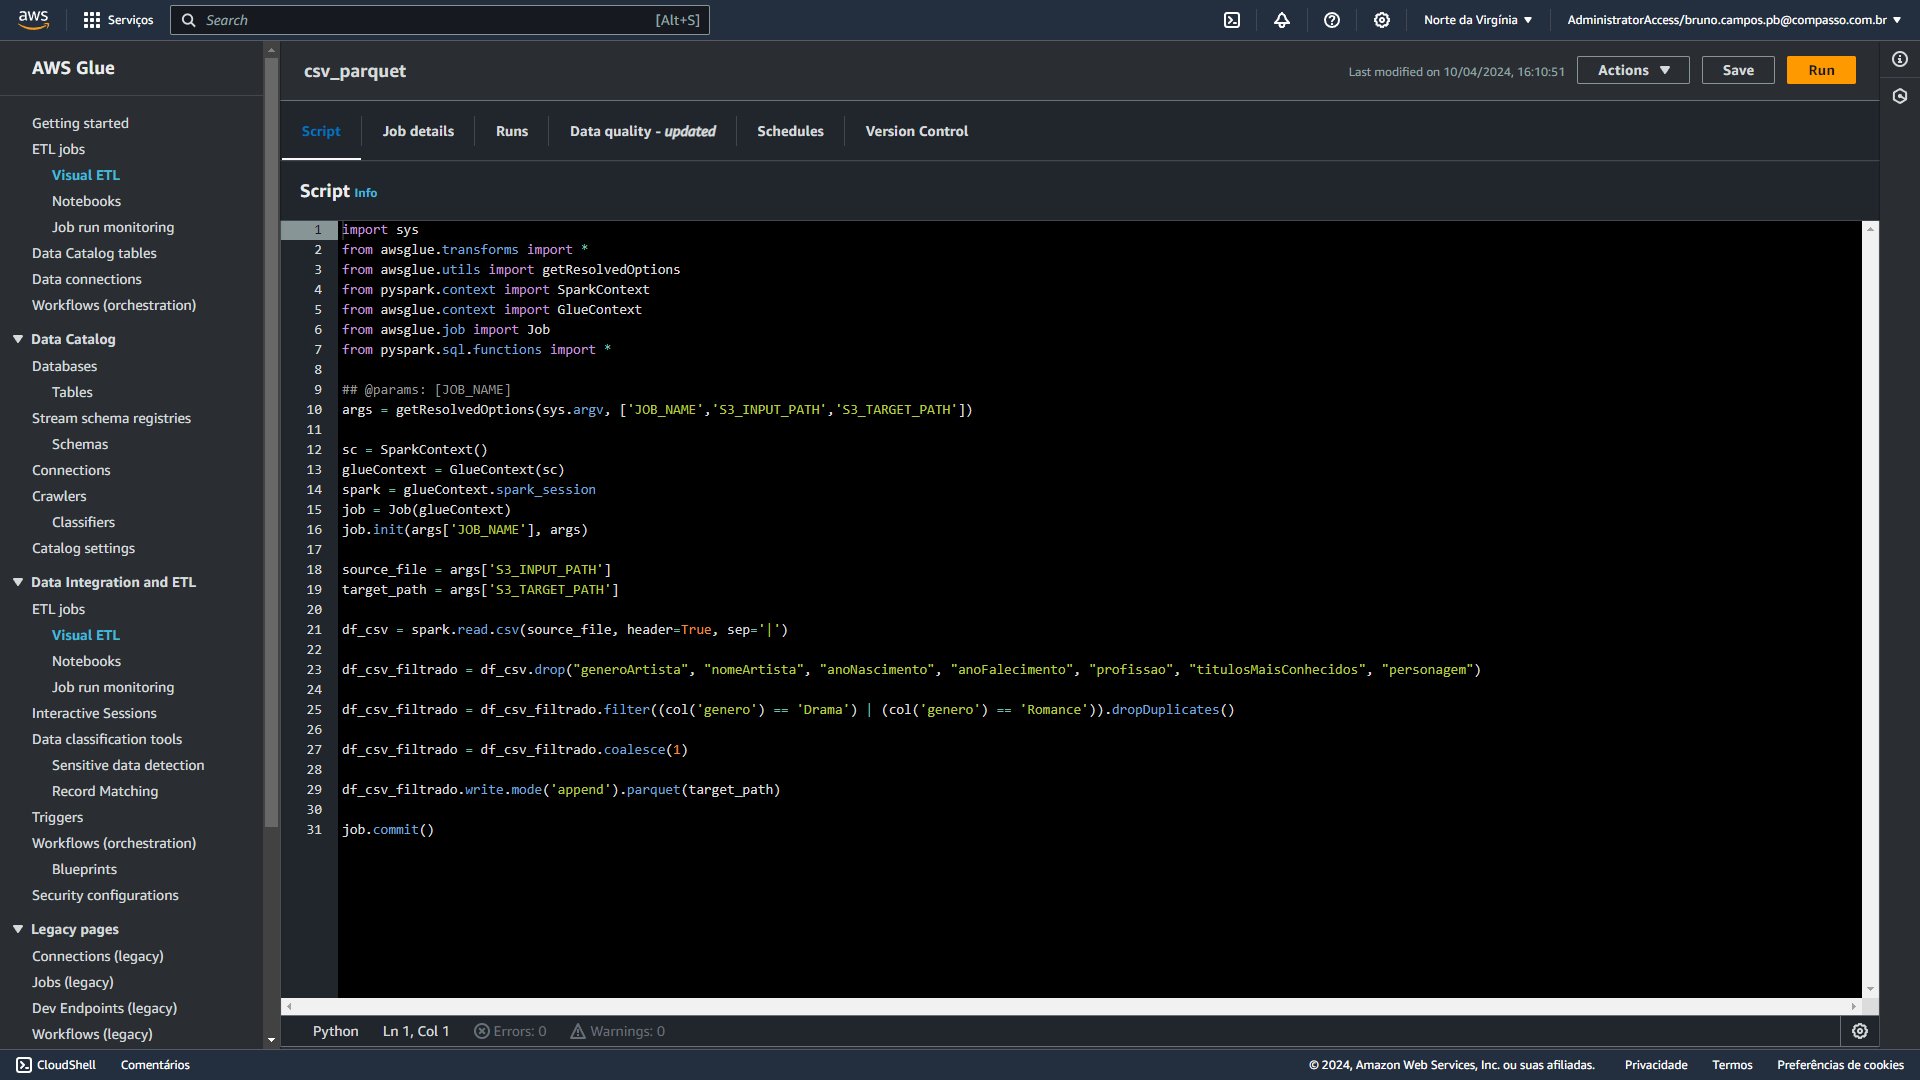 aws
Serviços
Search
[Alt+S]
Norte da Virgínia ▼
AdministratorAccess/bruno.campos.pb@compasso.com.br ▼
AWS Glue
Getting started
ETL jobs
Visual ETL
Notebooks
Job run monitoring
Data Catalog tables
Data connections
Workflows (orchestration)
▼ Data Catalog
Databases
Tables
Stream schema registries
Schemas
Connections
Crawlers
Classifiers
Catalog settings
▼ Data Integration and ETL
ETL jobs
Visual ETL
Notebooks
Job run monitoring
Interactive Sessions
Data classification tools
Sensitive data detection
Record Matching
Triggers
Workflows (orchestration)
Blueprints
Security configurations
▼ Legacy pages
Connections (legacy)
Jobs (legacy)
Dev Endpoints (legacy)
Workflows (legacy)
csv_parquet
Last modified on 10/04/2024, 16:10:51
Actions ▼
Save
Run
Script
Job details
Runs
Data quality - updated
Schedules
Version Control
Script Info
1 import sys
2 from awsglue.transforms import *
3 from awsglue.utils import getResolvedOptions
4 from pyspark.context import SparkContext
5 from awsglue.context import GlueContext
6 from awsglue.job import Job
7 from pyspark.sql.functions import *
8
9 ## @params: [JOB_NAME]
10 args = getResolvedOptions(sys.argv, ['JOB_NAME','S3_INPUT_PATH','S3_TARGET_PATH'])
11
12 sc = SparkContext()
13 glueContext = GlueContext(sc)
14 spark = glueContext.spark_session
15 job = Job(glueContext)
16 job.init(args['JOB_NAME'], args)
17
18 source_file = args['S3_INPUT_PATH']
19 target_path = args['S3_TARGET_PATH']
20
21 df_csv = spark.read.csv(source_file, header=True, sep='|')
22
23 df_csv_filtrado = df_csv.drop("generoArtista", "nomeArtista", "anoNascimento", "anoFalecimento", "profissao", "titulosMaisConhecidos", "personagem")
24
25 df_csv_filtrado = df_csv_filtrado.filter((col('genero') == 'Drama') | (col('genero') == 'Romance')).dropDuplicates()
26
27 df_csv_filtrado = df_csv_filtrado.coalesce(1)
28
29 df_csv_filtrado.write.mode('append').parquet(target_path)
30
31 job.commit()
Python
Ln 1, Col 1
Errors: 0
Warnings: 0
CloudShell
Comentários
© 2024, Amazon Web Services, Inc. ou suas afiliadas.
Privacidade
Termos
Preferências de cookies